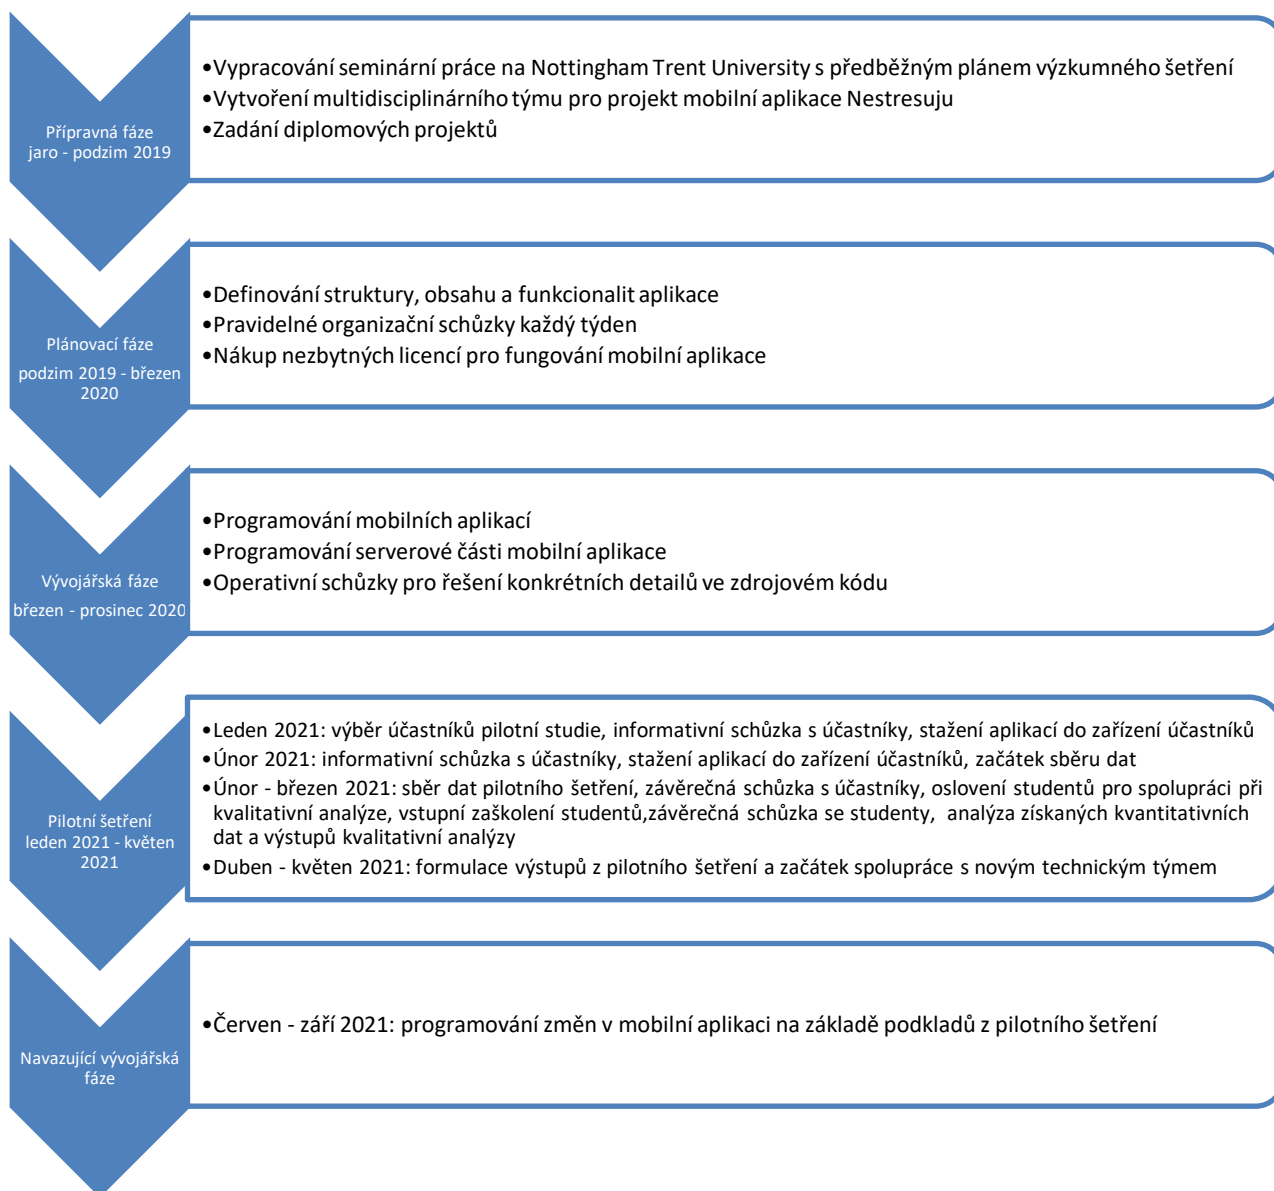 Přípravná fáze
jaro - podzim 2019
•Vypracování seminární práce na Nottingham Trent University s předběžným plánem výzkumného šetření
•Vytvoření multidisciplinárního týmu pro projekt mobilní aplikace Nestresuju
•Zadání diplomových projektů
Plánovací fáze
podzim 2019 - březen
2020
•Definování struktury, obsahu a funkcionalit aplikace
•Pravidelné organizační schůzky každý týden
•Nákup nezbytných licencí pro fungování mobilní aplikace
Vývojářská fáze
březen - prosinec 2020
•Programování mobilních aplikací
•Programování serverové části mobilní aplikace
•Operativní schůzky pro řešení konkrétních detailů ve zdrojovém kódu
Pilotní šetření
leden 2021 - květen
2021
•Leden 2021: výběr účastníků pilotní studie, informativní schůzka s účastníky, stažení aplikací do zařízení účastníků
•Únor 2021: informativní schůzka s účastníky, stažení aplikací do zařízení účastníků, začátek sběru dat
•Únor - březen 2021: sběr dat pilotního šetření, závěrečná schůzka s účastníky, oslovení studentů pro spolupráci při
kvalitativní analýze, vstupní zaškolení studentů,závěrečná schůzka se studenty, analýza získaných kvantitativních
dat a výstupů kvalitativní analýzy
•Duben - květen 2021: formulace výstupů z pilotního šetření a začátek spolupráce s novým technickým týmem
Navazující vývojářská
fáze
•Červen - září 2021: programování změn v mobilní aplikaci na základě podkladů z pilotního šetření